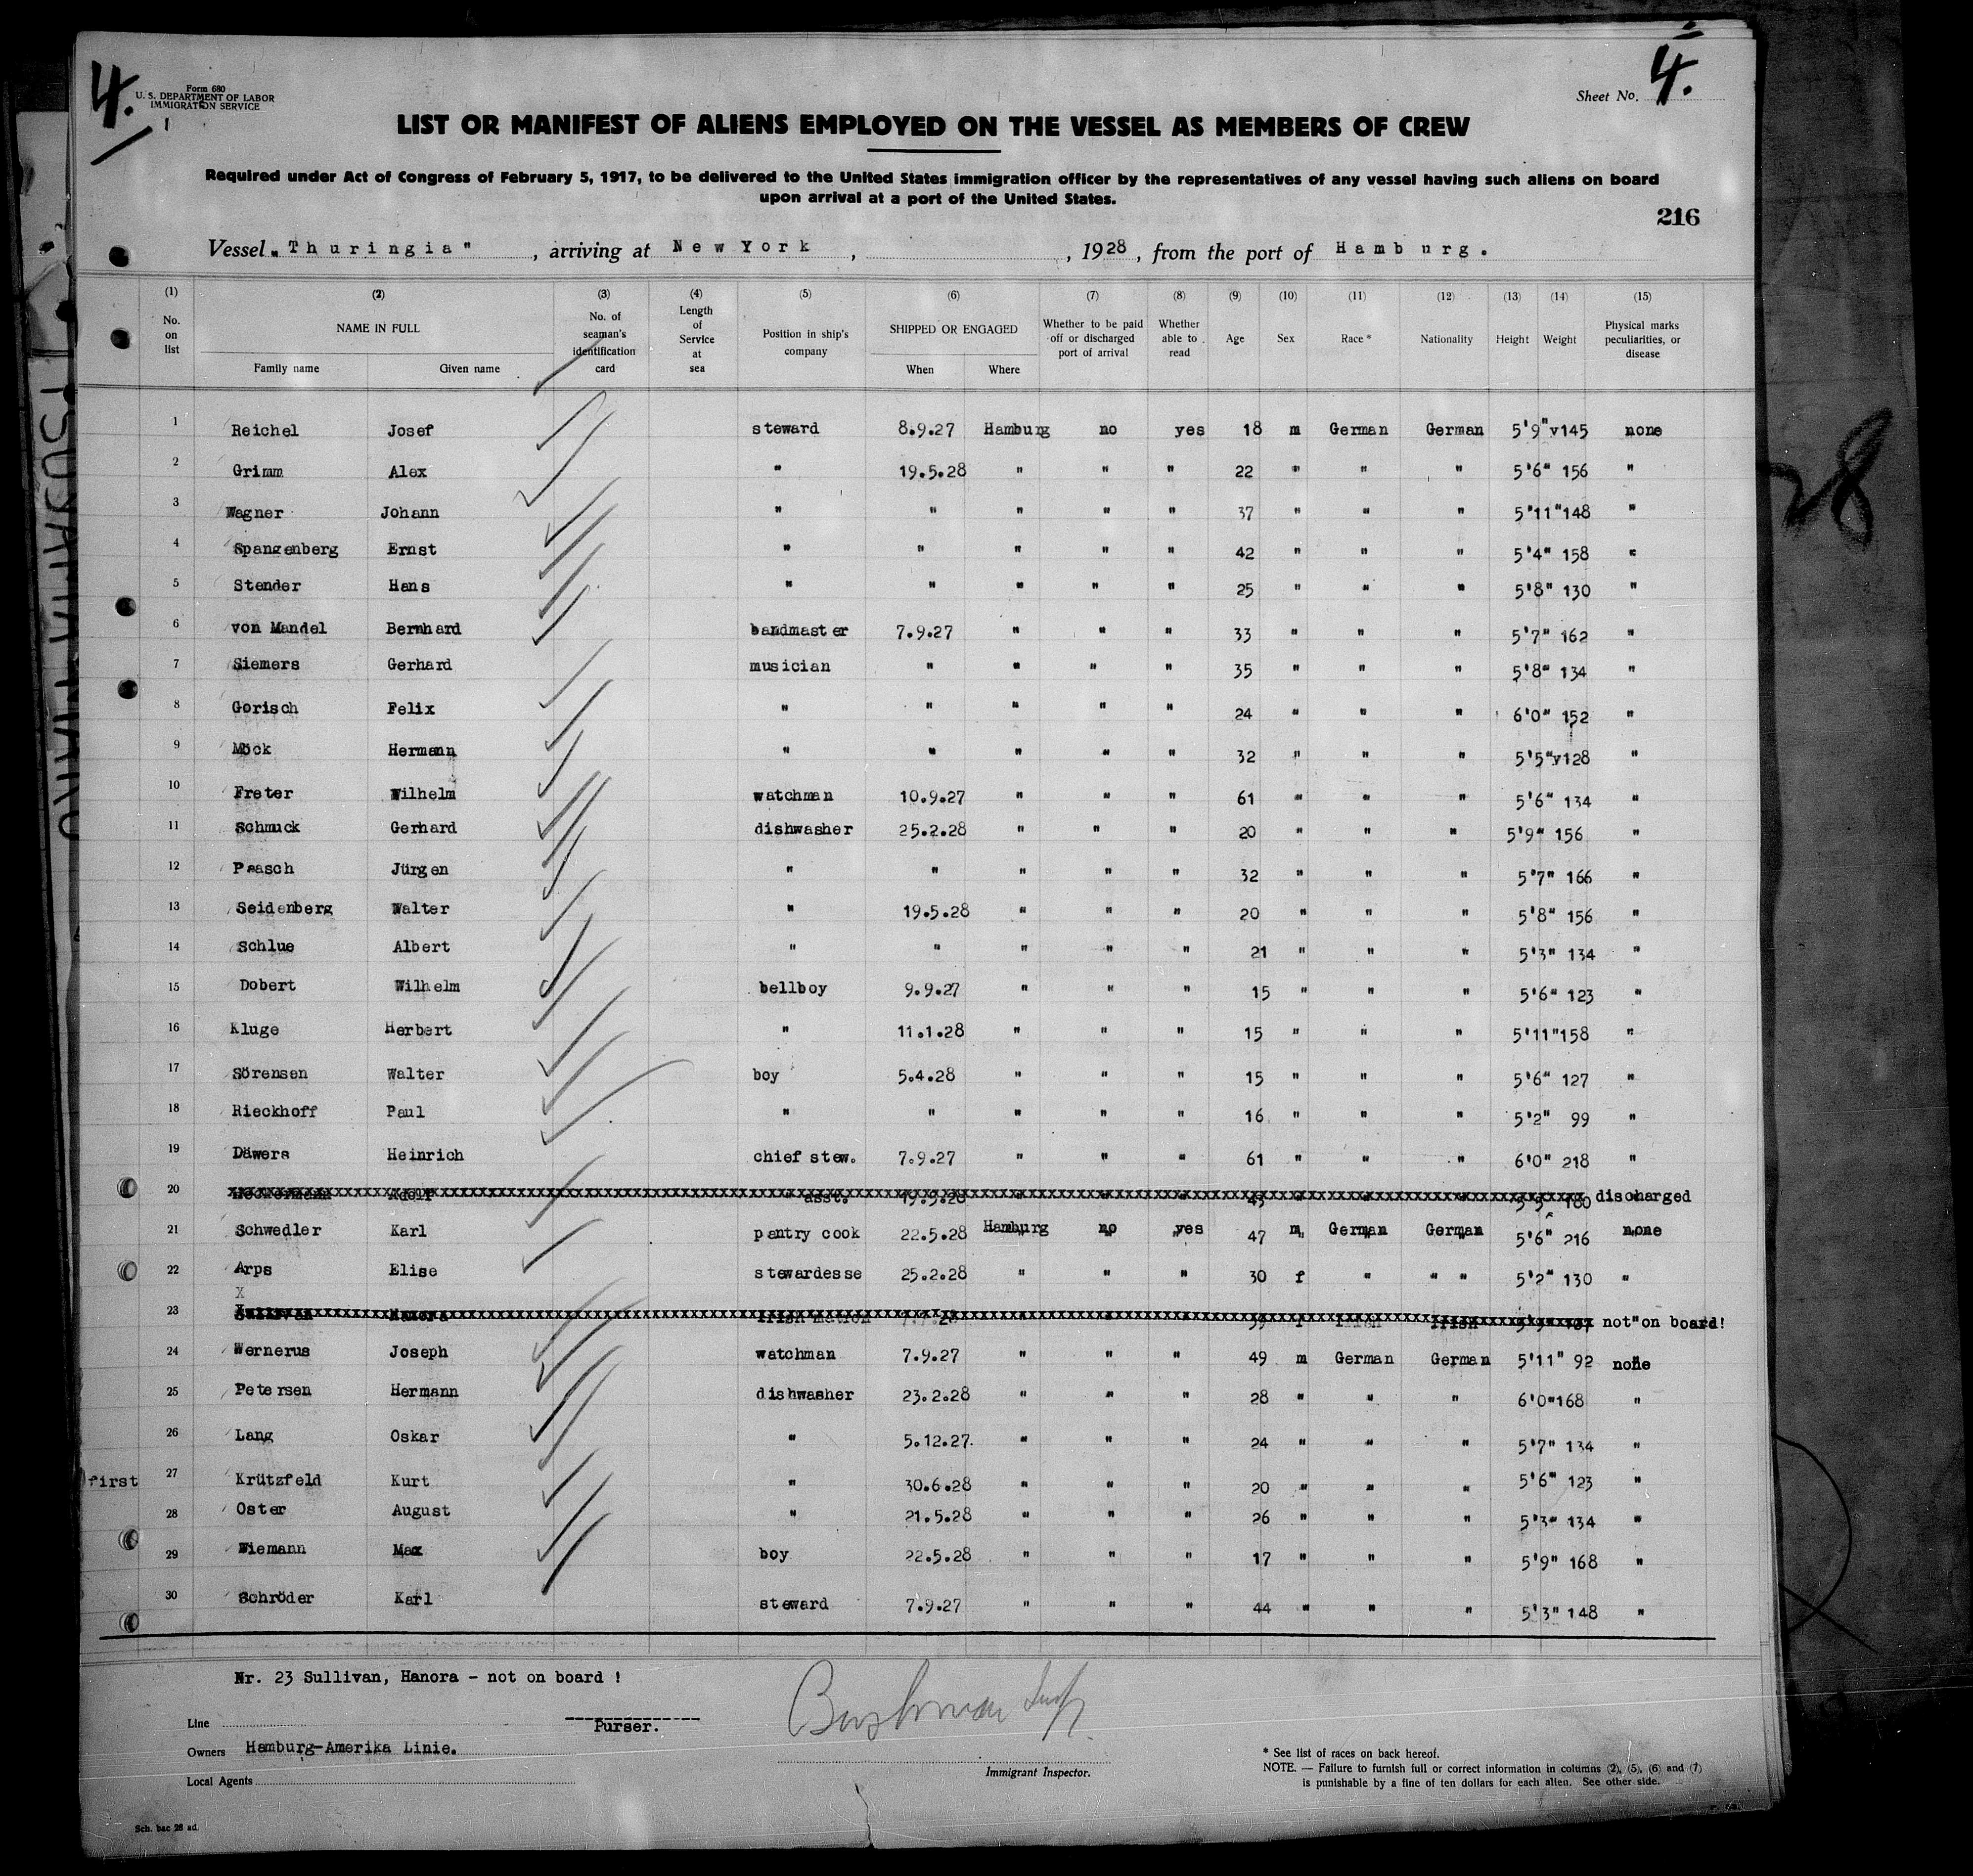 4.
Form 680
U. S. DEPARTMENT OF LABOR
IMMIGRATION SERVICE
Sheet No. 4.
LIST OR MANIFEST OF ALIENS EMPLOYED ON THE VESSEL AS MEMBERS OF CREW
Required under Act of Congress of February 5, 1917, to be delivered to the United States immigration officer by the representatives of any vessel having such aliens on board
upon arrival at a port of the United States.
216
Vessel „Thuringia" , arriving at New York , , 1928, from the port of Hamburg.
(1) (2) (3) (4) (5) (6) (7) (8) (9) (10) (11) (12) (13) (14) (15)
No. on list NAME IN FULL Family name Given name No. of seaman's identification card Length of Service at sea Position in ship's company SHIPPED OR ENGAGED When Where Whether to be paid off or discharged port of arrival Whether able to read Age Sex Race * Nationality Height Weight Physical marks peculiarities, or disease
1 Reichel Josef steward 8.9.27 Hamburg no yes 18 m German German 5'9"v145 none
2 Grimm Alex " 19.5.28 " " " 22 " " " 5'6" 156 "
3 Wagner Johann " " " " " 37 " " " 5'11"148 "
4 Spangenberg Ernst " " " " " 42 " " " 5'4" 158 "
5 Stender Hans " " " " " 25 " " " 5'8" 130 "
6 von Mandel Bernhard bandmaster 7.9.27 " " " 33 " " " 5'7" 162 "
7 Siemers Gerhard musician " " " " 35 " " " 5'8" 134 "
8 Gorisch Felix " " " " " 24 " " " 6'0" 152 "
9 Möck Hermann " " " " " 32 " " " 5'5"v128 "
10 Freter Wilhelm watchman 10.9.27 " " " 61 " " " 5'6" 134 "
11 Schmuck Gerhard dishwasher 25.2.28 " " " 20 " " " 5'9" 156 "
12 Paasch Jürgen " " " " " 32 " " " 5'7" 166 "
13 Seidenberg Walter " 19.5.28 " " " 20 " " " 5'8" 156 "
14 Schlue Albert " " " " " 21 " " " 5'3" 134 "
15 Dobert Wilhelm bellboy 9.9.27 " " " 15 " " " 5'6" 123 "
16 Kluge Herbert " 11.1.28 " " " 15 " " " 5'11"158 "
17 Sörensen Walter boy 5.4.28 " " " 15 " " " 5'6" 127 "
18 Rieckhoff Paul " " " " " 16 " " " 5'2" 99 "
19 Däwers Heinrich chief stew. 7.9.27 " " " 61 " " " 6'0" 218 "
20 Adolf " asst. 180 discharged
21 Schwedler Karl pantry cook 22.5.28 Hamburg no yes 47 m German German 5'6" 216 none
22 Arps Elise stewardesse 25.2.28 " " " 30 f " " " 5'2" 130 "
23 Sullivan Hanora Irish matron Irish Irish not on board!
24 Wernerus Joseph watchman 7.9.27 " " " 49 m German German 5'11" 92 none
25 Petersen Hermann dishwasher 23.2.28 " " " 28 " " " 6'0"168 "
26 Lang Oskar " 5.12.27. " " " 24 " " " 5'7" 134 "
first 27 Krützfeld Kurt " 30.6.28 " " " 20 " " " 5'6" 123 "
28 Oster August " 21.5.28 " " " 26 " " " 5'3" 134 "
29 Wiemann Max boy 22.5.28 " " " 17 " " " 5'9" 168 "
30 Schröder Karl steward 7.9.27 " " " 44 " " " 5'3" 148 "
Nr. 23 Sullivan, Hanora - not on board !
Line
Purser.
Owners Hamburg-Amerika Linie.
Local Agents
Immigrant Inspector.
* See list of races on back hereof.
NOTE. — Failure to furnish full or correct information in columns (2), (5), (6) and (7)
is punishable by a fine of ten dollars for each alien. See other side.
Sch. bac 28 ad.
28